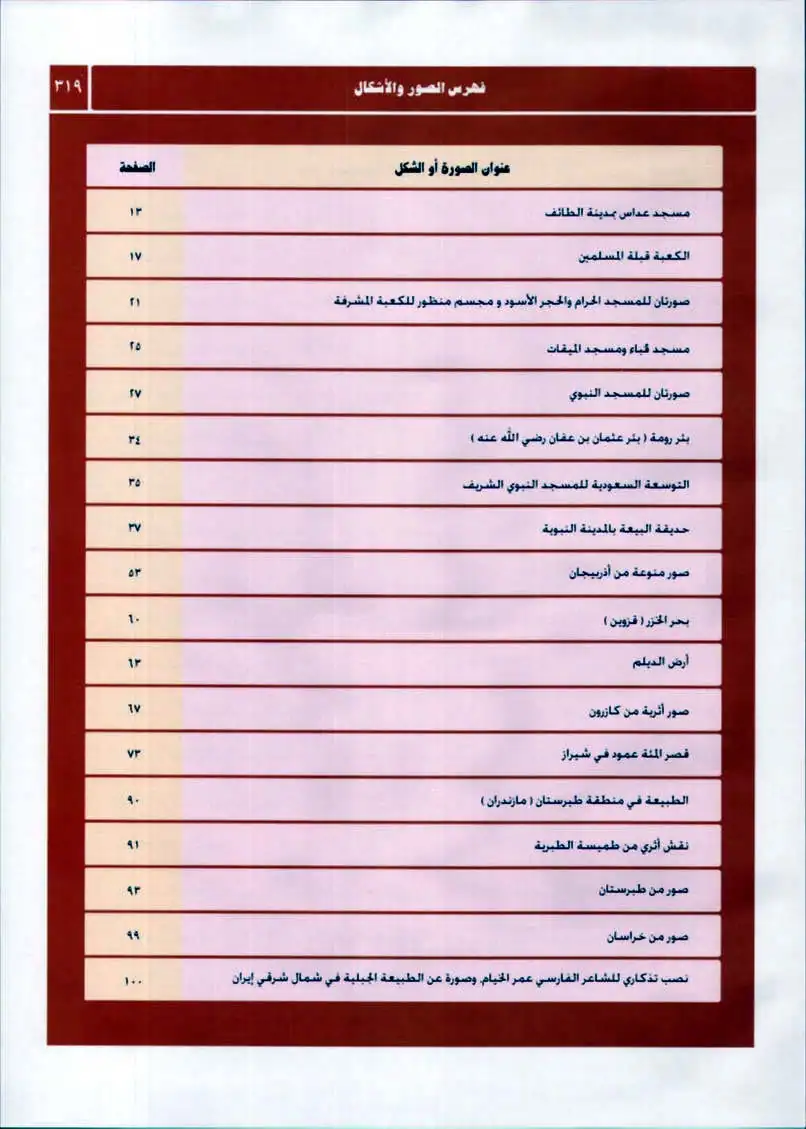 فهرس الصور والأشكال ٣١٩
عنوان الصورة أو الشكل الصفحة
مسجد عداس بمدينة الطائف ١٣
الكعبة قبلة المسلمين ١٧
صورتان للمسجد الحرام والحجر الأسود و مجسم منظور للكعبة المشرفة ٢١
مسجد قباء ومسجد الميقات ٢٥
صورتان للمسجد النبوي ٢٧
بئر رومة ( بئر عثمان بن عفان رضي الله عنه ) ٣٤
التوسعة السعودية للمسجد النبوي الشريف ٣٥
حديقة البيعة بالمدينة النبوية ٣٧
صور منوعة من أذربيجان ٥٣
بحر الخزر ( قزوين ) ٦٠
أرض الديلم ٦٣
صور أثرية من كازرون ٦٧
قصر المئة عمود في شيراز ٧٣
الطبيعة في منطقة طبرستان ( مازندران ) ٩٠
نقش أثري من طميسة الطبرية ٩١
صور من طبرستان ٩٣
صور من خراسان ٩٩
نصب تذكاري للشاعر الفارسي عمر الخيام. وصورة عن الطبيعة الجبلية في شمال شرقي إيران ١٠٠